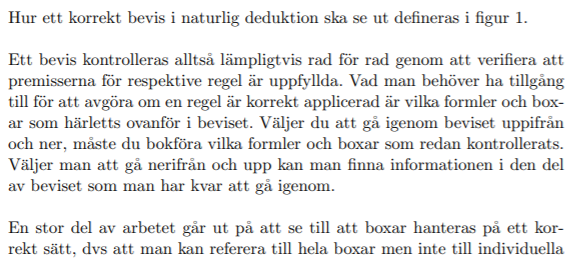 Hur ett korrekt bevis i naturlig deduktion ska se ut defineras i figur 1.
Ett bevis kontrolleras alltså lämpligtvis rad för rad genom att verifiera att
premisserna för respektive regel är uppfyllda. Vad man behöver ha tillgång
till för att avgöra om en regel är korrekt applicerad är vilka formler och box-
ar som härletts ovanför i beviset. Väljer du att gå igenom beviset uppifrån
och ner, måste du bokföra vilka formler och boxar som redan kontrollerats.
Väljer man att gå nerifrån och upp kan man finna informationen i den del
av beviset som man har kvar att gå igenom.
En stor del av arbetet går ut på att se till att boxar hanteras på ett kor-
rekt sätt, dvs att man kan referera till hela boxar men inte till individuella